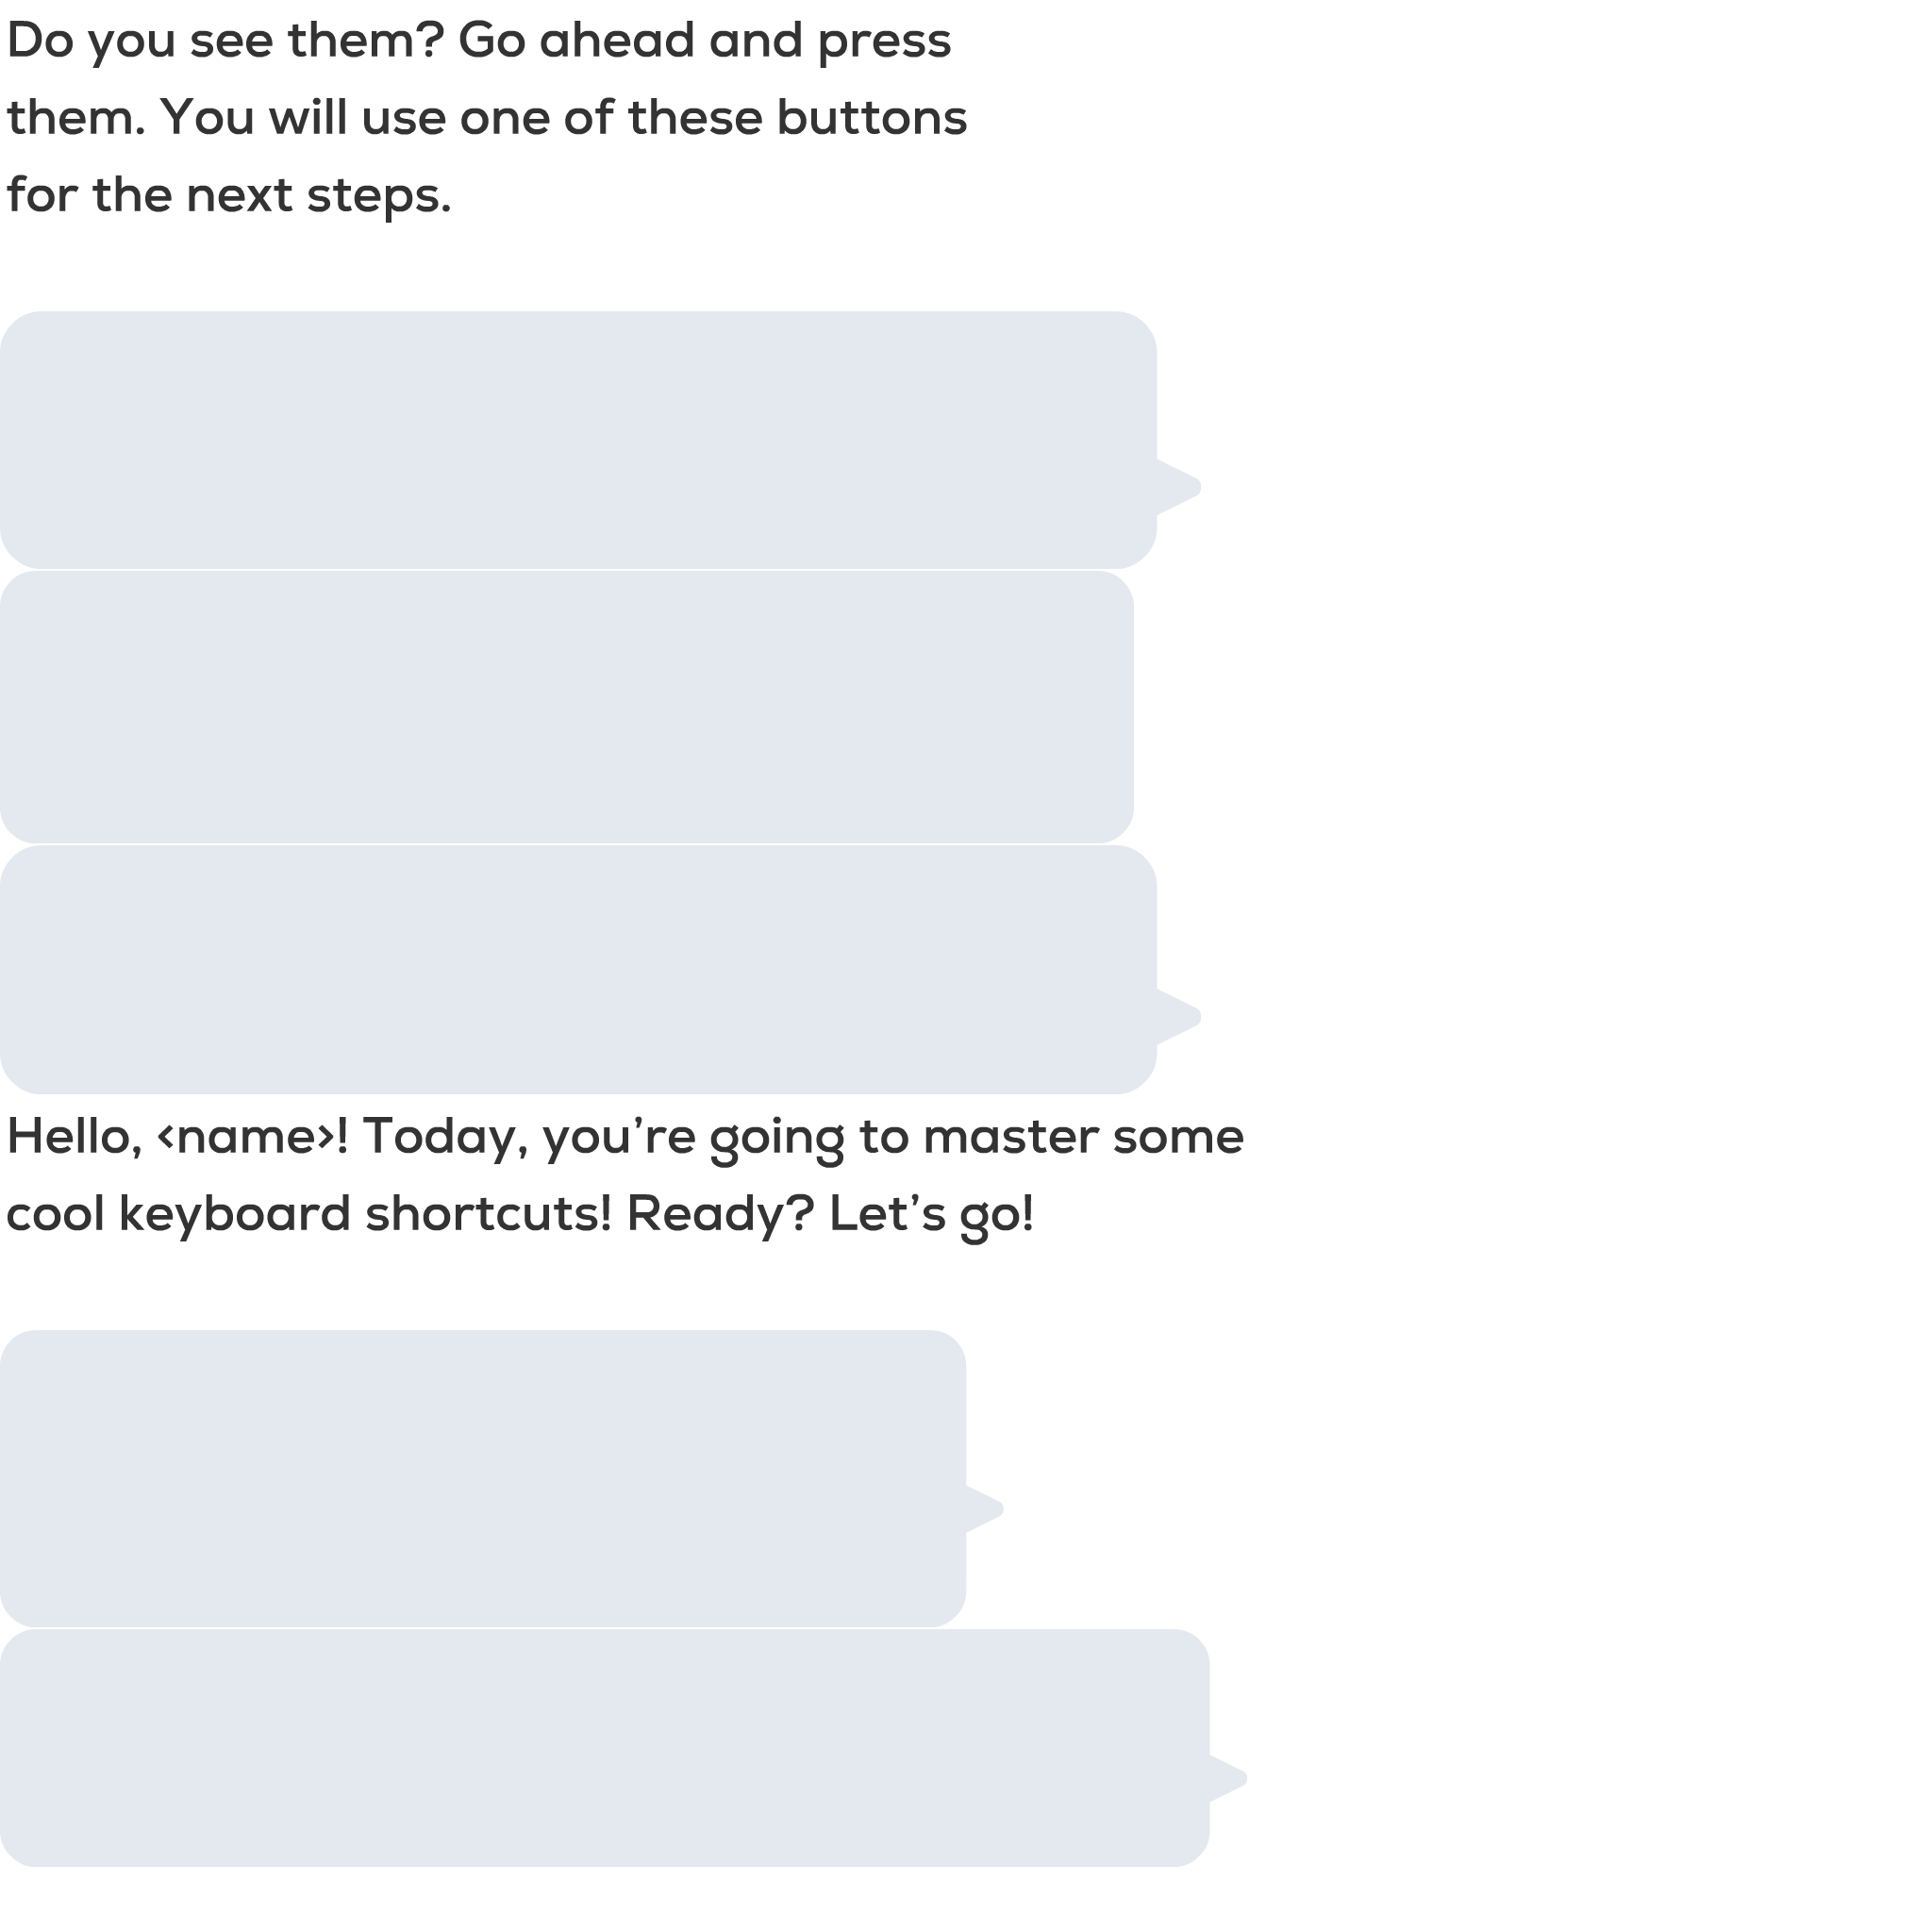 Do you see them? Go ahead and press
them. You will use one of these buttons
for the next steps.
Hello, <name>! Today, you’re going to master some
cool keyboard shortcuts! Ready? Let’s go!